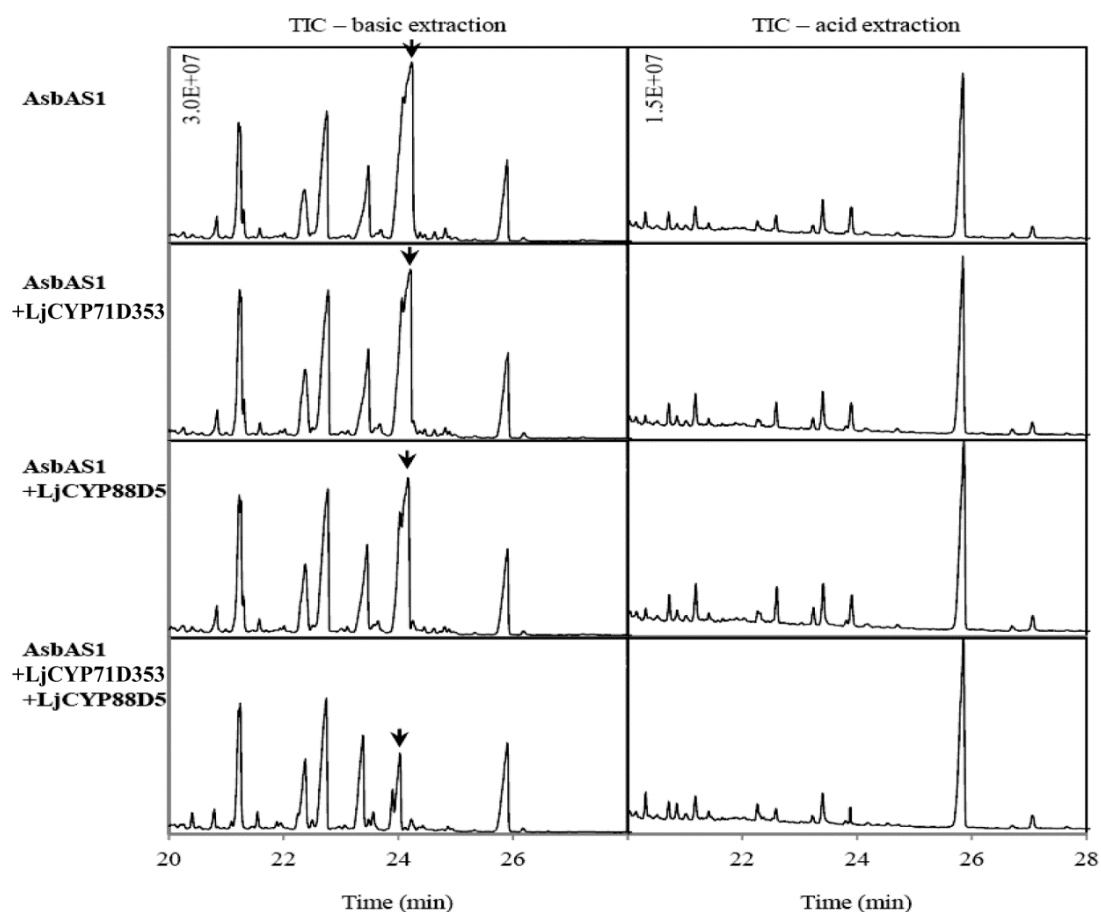 TIC – basic extraction
TIC – acid extraction
3.0E+07
1.5E+07
AsbAS1
AsbAS1
+LjCYP71D353
AsbAS1
+LjCYP88D5
AsbAS1
+LjCYP71D353
+LjCYP88D5
20 22 24 26
22 24 26 28
Time (min)
Time (min)